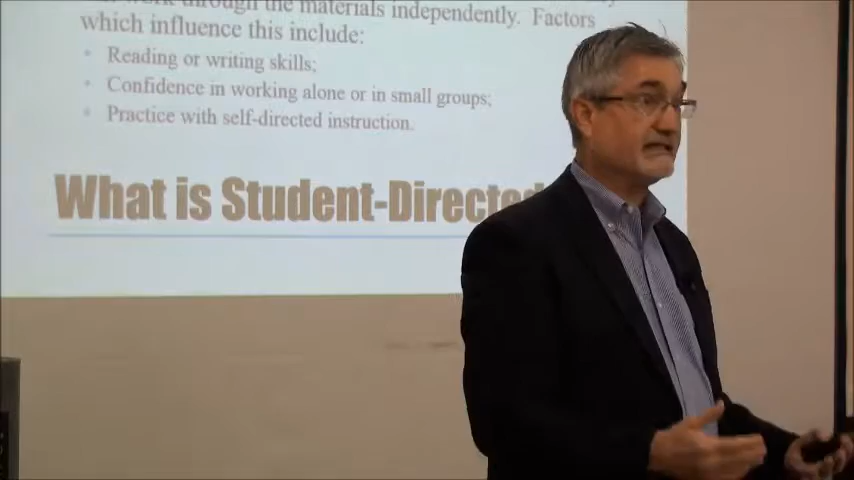 work through the materials independently. Factors
which influence this include:
• Reading or writing skills;
• Confidence in working alone or in small groups;
• Practice with self-directed instruction.
What is Student-Directed